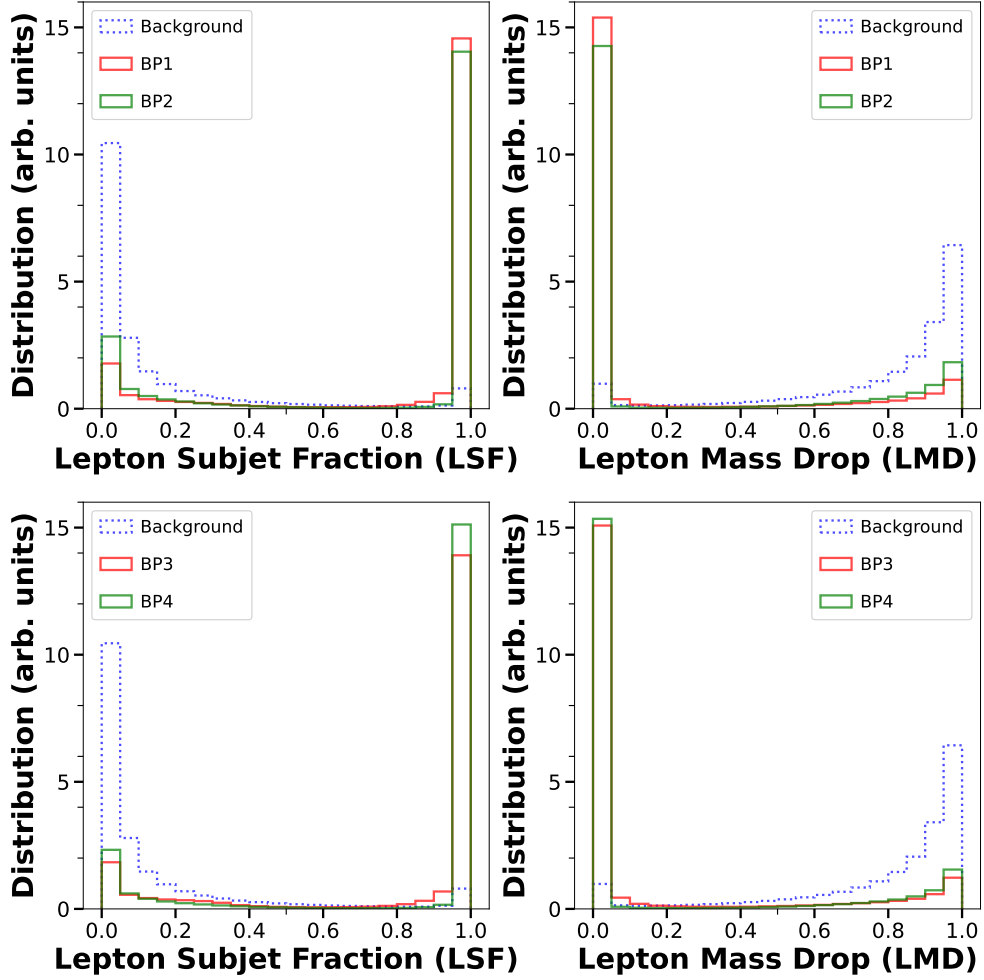 Distribution (arb. units)
15
10
5
0
Background
BP1
BP2
0.0 0.2 0.4 0.6 0.8 1.0
Lepton Subjet Fraction (LSF)
Distribution (arb. units)
15
10
5
0
Background
BP1
BP2
0.0 0.2 0.4 0.6 0.8 1.0
Lepton Mass Drop (LMD)
Distribution (arb. units)
15
10
5
0
Background
BP3
BP4
0.0 0.2 0.4 0.6 0.8 1.0
Lepton Subjet Fraction (LSF)
Distribution (arb. units)
15
10
5
0
Background
BP3
BP4
0.0 0.2 0.4 0.6 0.8 1.0
Lepton Mass Drop (LMD)